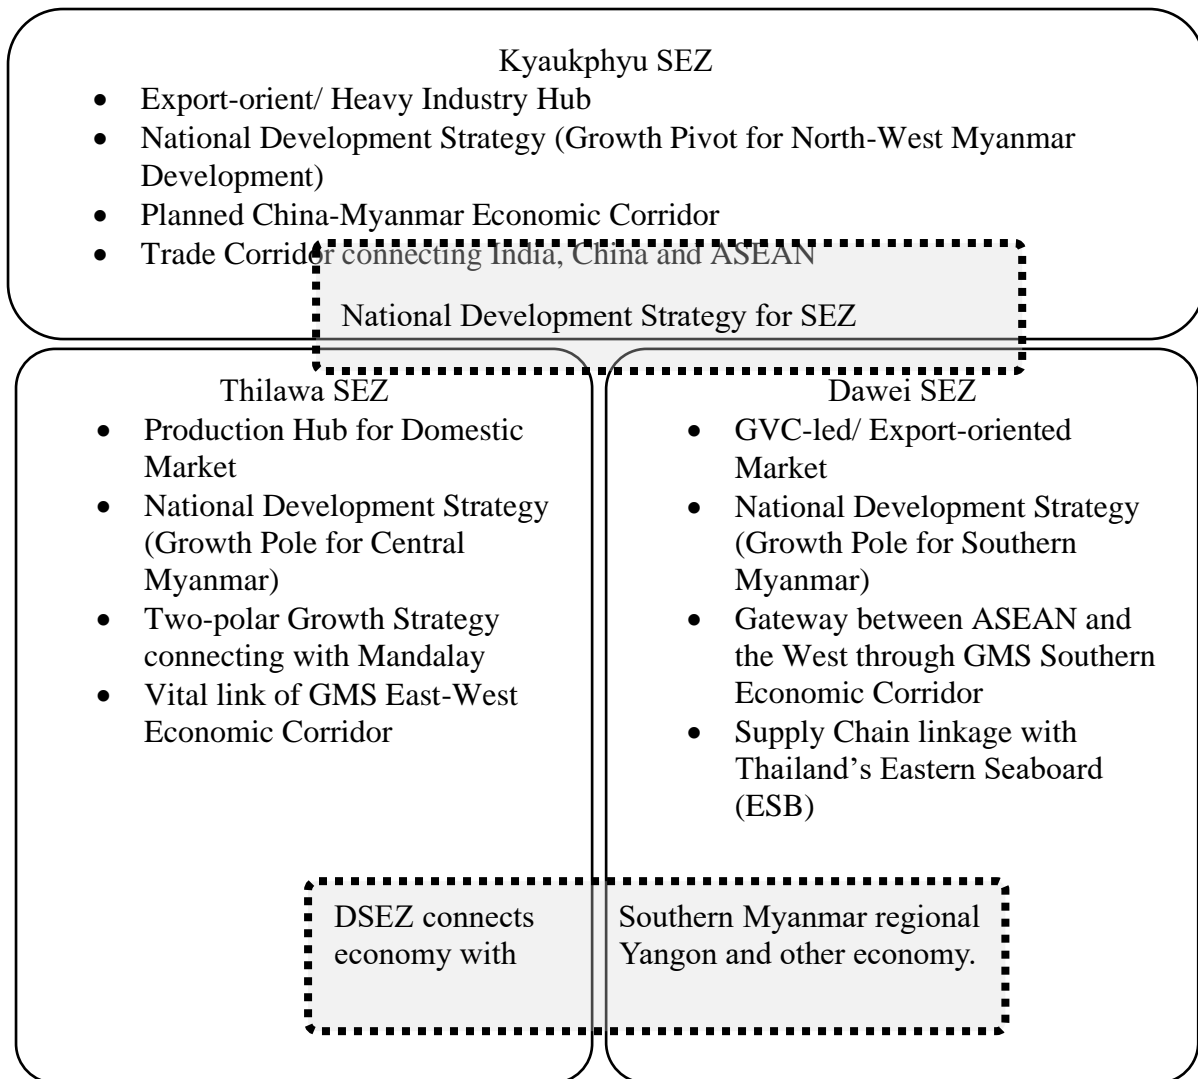 Kyaukphyu SEZ
• Export-orient/ Heavy Industry Hub
• National Development Strategy (Growth Pivot for North-West Myanmar
Development)
• Planned China-Myanmar Economic Corridor
• Trade Corridor connecting India, China and ASEAN
National Development Strategy for SEZ
Thilawa SEZ
• Production Hub for Domestic
Market
• National Development Strategy
(Growth Pole for Central
Myanmar)
• Two-polar Growth Strategy
connecting with Mandalay
• Vital link of GMS East-West
Economic Corridor
Dawei SEZ
• GVC-led/ Export-oriented
Market
• National Development Strategy
(Growth Pole for Southern
Myanmar)
• Gateway between ASEAN and
the West through GMS Southern
Economic Corridor
• Supply Chain linkage with
Thailand’s Eastern Seaboard
(ESB)
DSEZ connects Southern Myanmar regional
economy with Yangon and other economy.